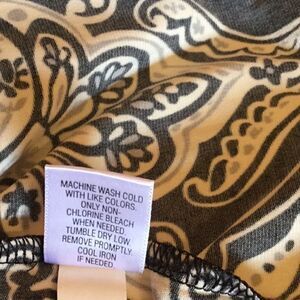 MACHINE WASH COLD
WITH LIKE COLORS.
ONLY NON-
CHLORINE BLEACH
WHEN NEEDED.
TUMBLE DRY LOW.
REMOVE PROMPTLY.
COOL IRON
IF NEEDED